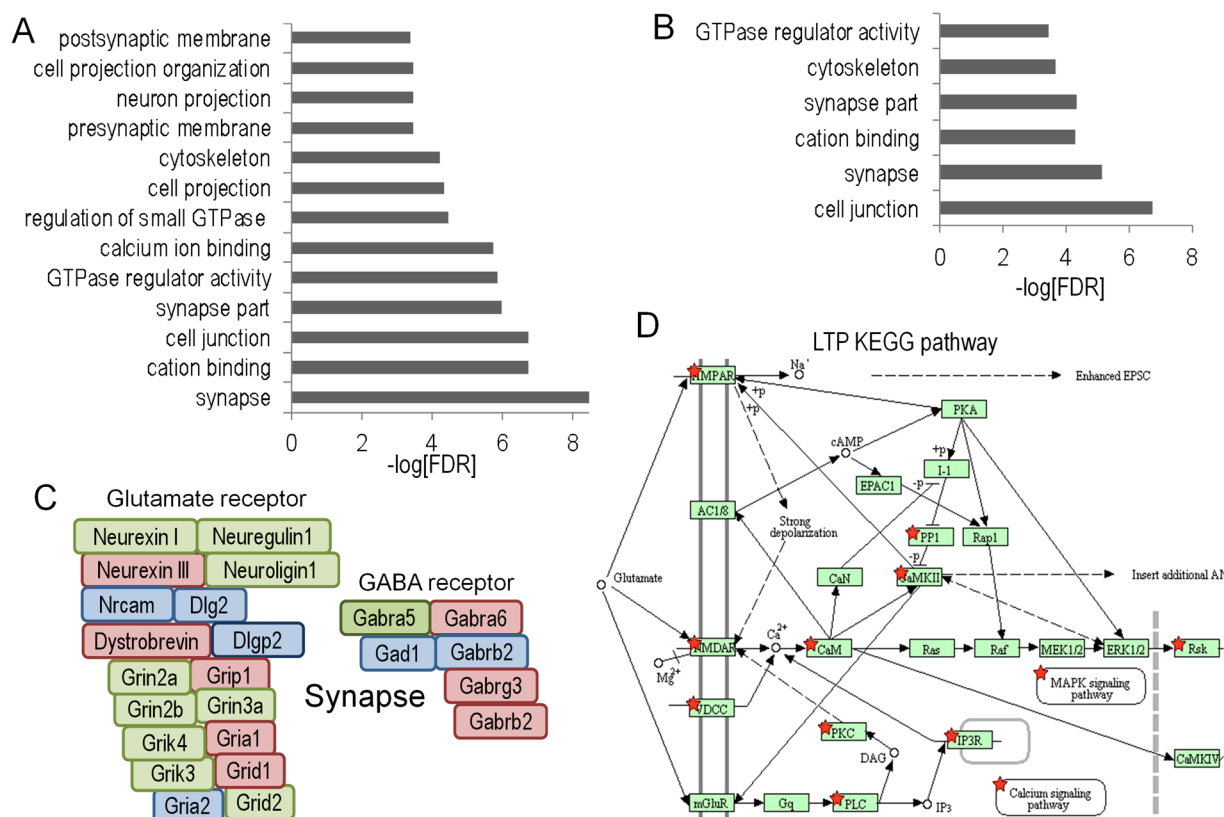 A
postsynaptic membrane
cell projection organization
neuron projection
presynaptic membrane
cytoskeleton
cell projection
regulation of small GTPase
calcium ion binding
GTPase regulator activity
synapse part
cell junction
cation binding
synapse
0 2 4 6 8
-log[FDR]
B
GTPase regulator activity
cytoskeleton
synapse part
cation binding
synapse
cell junction
0 2 4 6 8
-log[FDR]
C
Glutamate receptor
Neurexin I Neuregulin1
Neurexin III Neuroligin1
Nrcam Dlg2
Dystrobrevin Dlgp2
Grin2a Grip1
Grin2b Grin3a
Grik4 Gria1
Grik3 Grid1
Gria2 Grid2
GABA receptor
Gabra5 Gabra6
Gad1 Gabrb2
Gabrg3
Gabrb2
Synapse
D
LTP KEGG pathway
AMPAR
Na+
Enhanced EPSC
+p
+p
PKA
cAMP
+p
I-1
EPAC1
-p
AC1/8
Strong
depolarization
PP1
Rap1
-p
Glutamate
CaN
CaMKII
Insert additional AM
NMDAR
Ca2+
CaM
Ras
Raf
MEK1/2
ERK1/2
Rsk
Mg2+
MAPK signaling
pathway
VDCC
PKC
IP3R
DAG
CaMKIV
mGluR
Gq
PLC
IP3
Calcium signaling
pathway